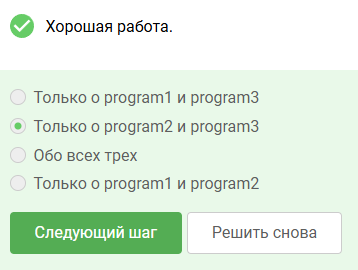 Хорошая работа.
Только о program1 и program3
Только о program2 и program3
Обо всех трех
Только о program1 и program2
Следующий шаг
Решить снова